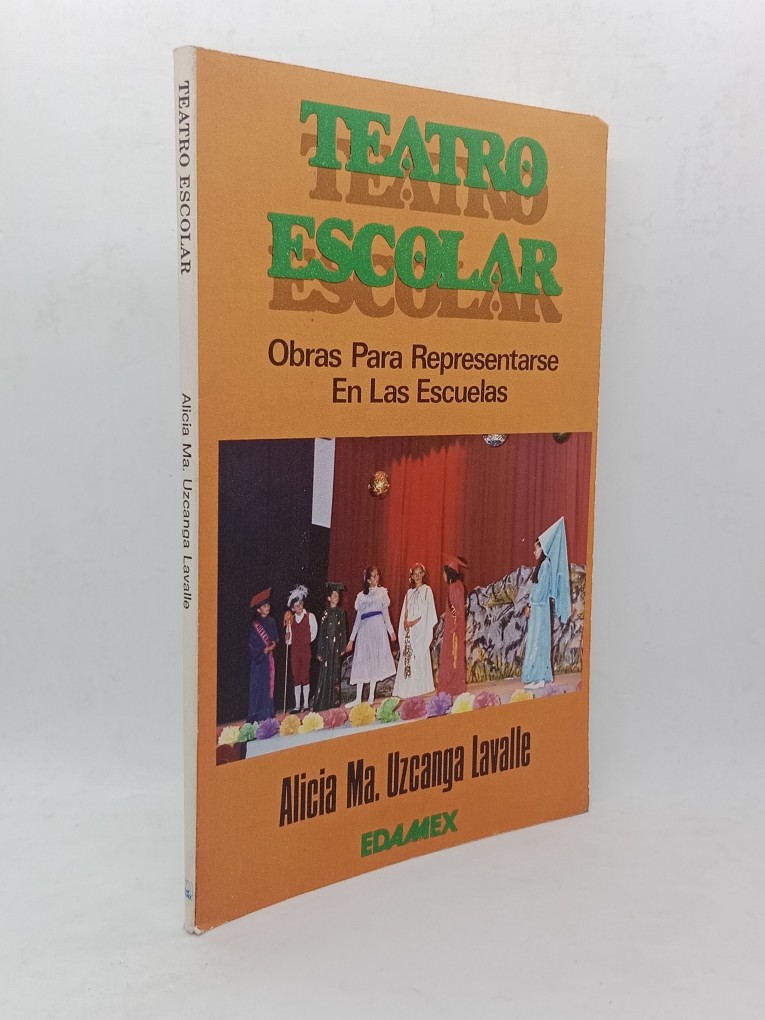 TEATRO ESCOLAR
Alicia Ma. Uzcanga Lavalle
TEATRO
ESCOLAR
Obras Para Representarse
En Las Escuelas
Alicia Ma. Uzcanga Lavalle
EDAMEX